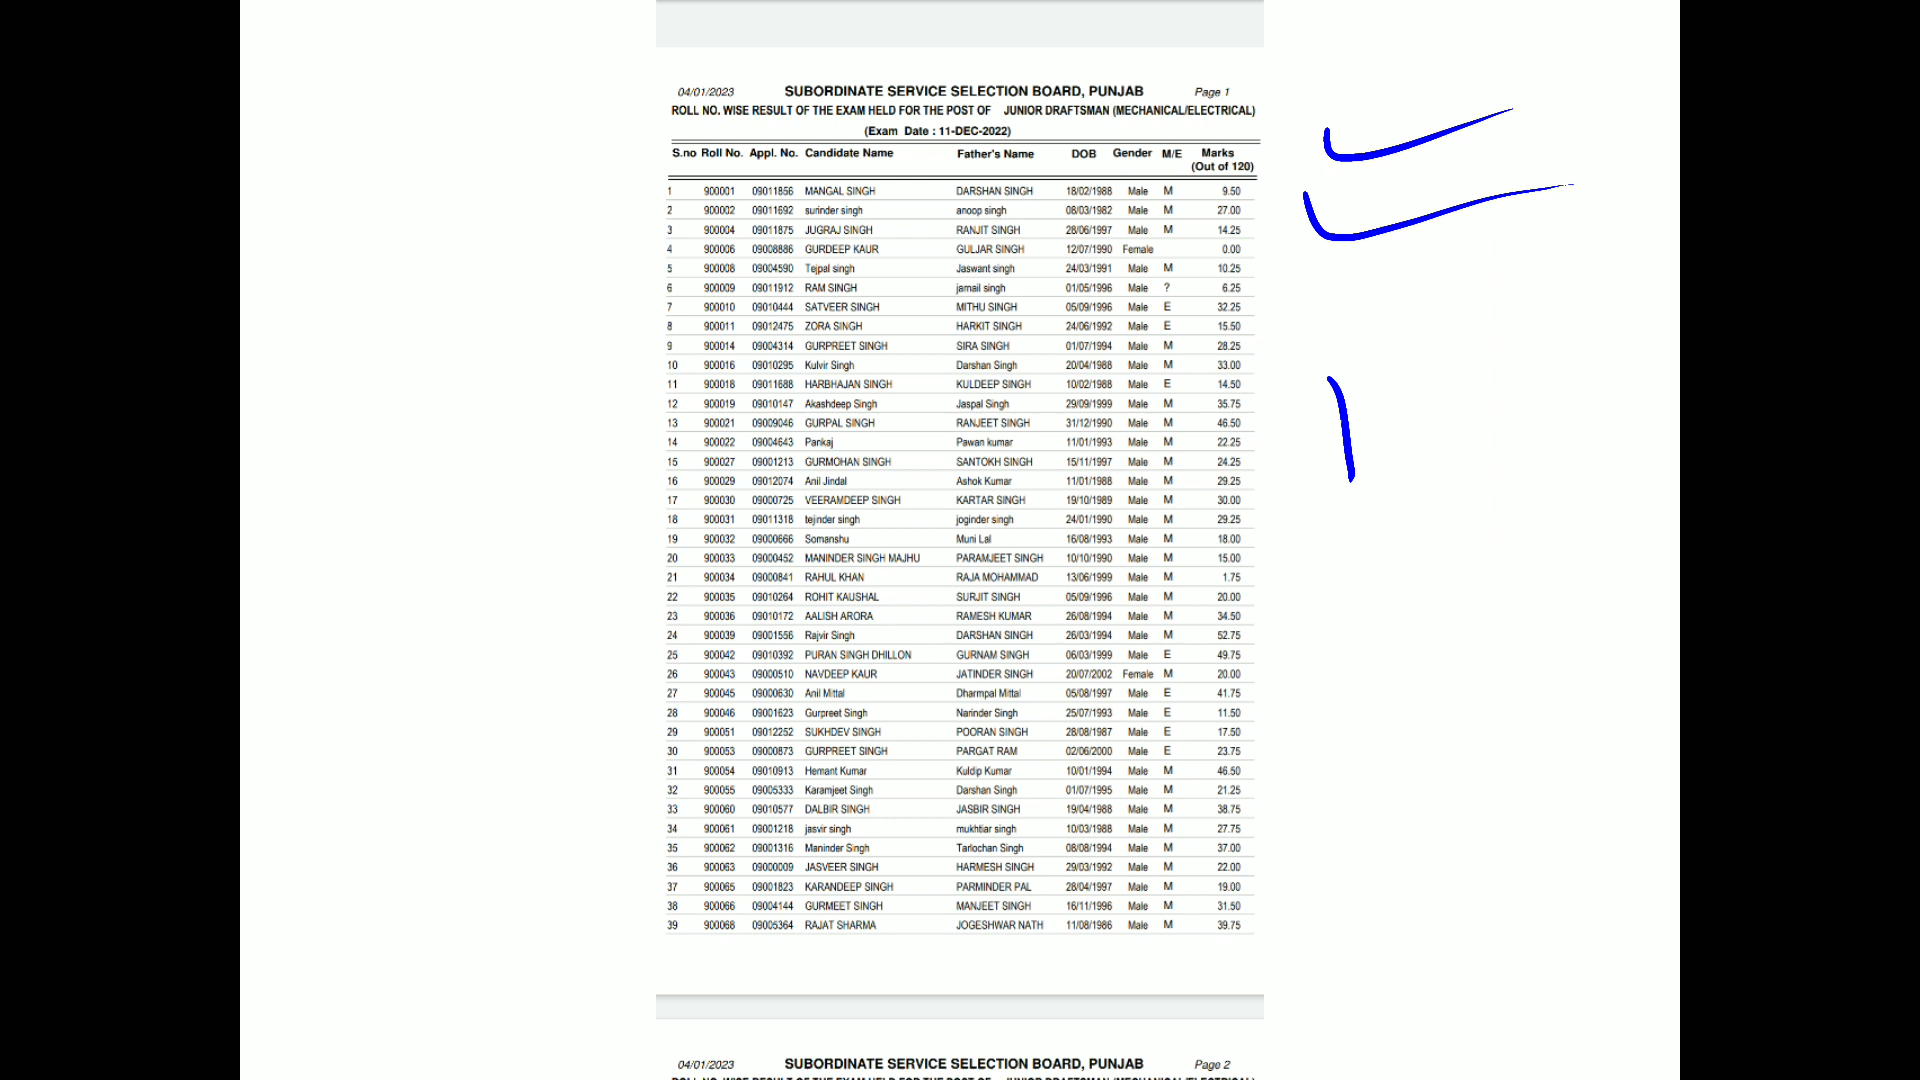 04/01/2023 SUBORDINATE SERVICE SELECTION BOARD, PUNJAB Page 1
ROLL NO. WISE RESULT OF THE EXAM HELD FOR THE POST OF JUNIOR DRAFTSMAN (MECHANICAL/ELECTRICAL)
(Exam Date : 11-DEC-2022)
S.no Roll No. Appl. No. Candidate Name Father's Name DOB Gender M/E Marks
(Out of 120)
1 900001 09011856 MANGAL SINGH DARSHAN SINGH 18/02/1988 Male M 9.50
2 900002 09011692 surinder singh anoop singh 08/03/1982 Male M 27.00
3 900004 09011875 JUGRAJ SINGH RANJIT SINGH 28/06/1997 Male M 14.25
4 900006 09008886 GURDEEP KAUR GULJAR SINGH 12/07/1990 Female 0.00
5 900008 09004590 Tejpal singh Jaswant singh 24/03/1991 Male M 10.25
6 900009 09011912 RAM SINGH jarnail singh 01/05/1996 Male ? 6.25
7 900010 09010444 SATVEER SINGH MITHU SINGH 05/09/1996 Male E 32.25
8 900011 09012475 ZORA SINGH HARKIT SINGH 24/06/1992 Male E 15.50
9 900014 09004314 GURPREET SINGH SIRA SINGH 01/07/1994 Male M 28.25
10 900016 09010295 Kulvir Singh Darshan Singh 20/04/1988 Male M 33.00
11 900018 09011688 HARBHAJAN SINGH KULDEEP SINGH 10/02/1988 Male E 14.50
12 900019 09010147 Akashdeep Singh Jaspal Singh 29/09/1999 Male M 35.75
13 900021 09009046 GURPAL SINGH RANJEET SINGH 31/12/1990 Male M 46.50
14 900022 09004643 Pankaj Pawan kumar 11/01/1993 Male M 22.25
15 900027 09001213 GURMOHAN SINGH SANTOKH SINGH 15/11/1997 Male M 24.25
16 900029 09012074 Anil Jindal Ashok Kumar 11/01/1988 Male M 29.25
17 900030 09000725 VEERAMDEEP SINGH KARTAR SINGH 19/10/1989 Male M 30.00
18 900031 09011318 tejinder singh joginder singh 24/01/1990 Male M 29.25
19 900032 09000666 Somanshu Muni Lal 16/08/1993 Male M 18.00
20 900033 09000452 MANINDER SINGH MAJHU PARAMJEET SINGH 10/10/1990 Male M 15.00
21 900034 09000841 RAHUL KHAN RAJA MOHAMMAD 13/06/1999 Male M 1.75
22 900035 09010264 ROHIT KAUSHAL SURJIT SINGH 05/09/1996 Male M 20.00
23 900036 09010172 AALISH ARORA RAMESH KUMAR 26/08/1994 Male M 34.50
24 900039 09001556 Rajvir Singh DARSHAN SINGH 26/03/1994 Male M 52.75
25 900042 09010392 PURAN SINGH DHILLON GURNAM SINGH 06/03/1999 Male E 49.75
26 900043 09000510 NAVDEEP KAUR JATINDER SINGH 20/07/2002 Female M 20.00
27 900045 09000630 Anil Mittal Dharmpal Mittal 05/08/1997 Male E 41.75
28 900046 09001623 Gurpreet Singh Narinder Singh 25/07/1993 Male E 11.50
29 900051 09012252 SUKHDEV SINGH POORAN SINGH 28/08/1987 Male E 17.50
30 900053 09000873 GURPREET SINGH PARGAT RAM 02/06/2000 Male E 23.75
31 900054 09010913 Hemant Kumar Kuldip Kumar 10/01/1994 Male M 46.50
32 900055 09005333 Karamjeet Singh Darshan Singh 01/07/1995 Male M 21.25
33 900060 09010577 DALBIR SINGH JASBIR SINGH 19/04/1988 Male M 38.75
34 900061 09001218 jasvir singh mukhtiar singh 10/03/1988 Male M 27.75
35 900062 09001316 Maninder Singh Tarlochan Singh 08/08/1994 Male M 37.00
36 900063 09000009 JASVEER SINGH HARMESH SINGH 29/03/1992 Male M 22.00
37 900065 09001823 KARANDEEP SINGH PARMINDER PAL 28/04/1997 Male M 19.00
38 900066 09004144 GURMEET SINGH MANJEET SINGH 16/11/1996 Male M 31.50
39 900068 09005364 RAJAT SHARMA JOGESHWAR NATH 11/08/1986 Male M 39.75
04/01/2023 SUBORDINATE SERVICE SELECTION BOARD, PUNJAB Page 2
ROLL NO. WISE RESULT OF THE EXAM HELD FOR THE POST OF JUNIOR DRAFTSMAN (MECHANICAL/ELECTRICAL)